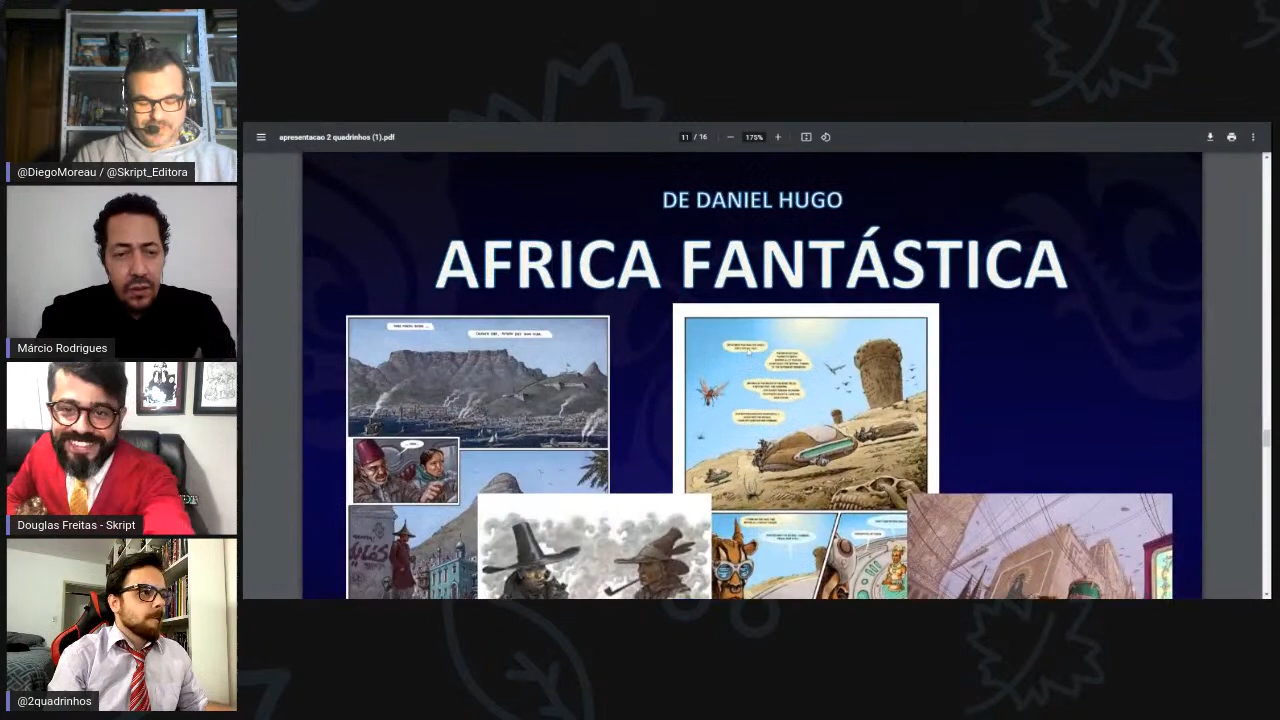 @DiegoMoreau / @Skript_Editora
Márcio Rodrigues
Douglas Freitas - Skript
@2quadrinhos
apresentacao 2 quadrinhos (1).pdf
11 / 16
175%
DE DANIEL HUGO
AFRICA FANTÁSTICA